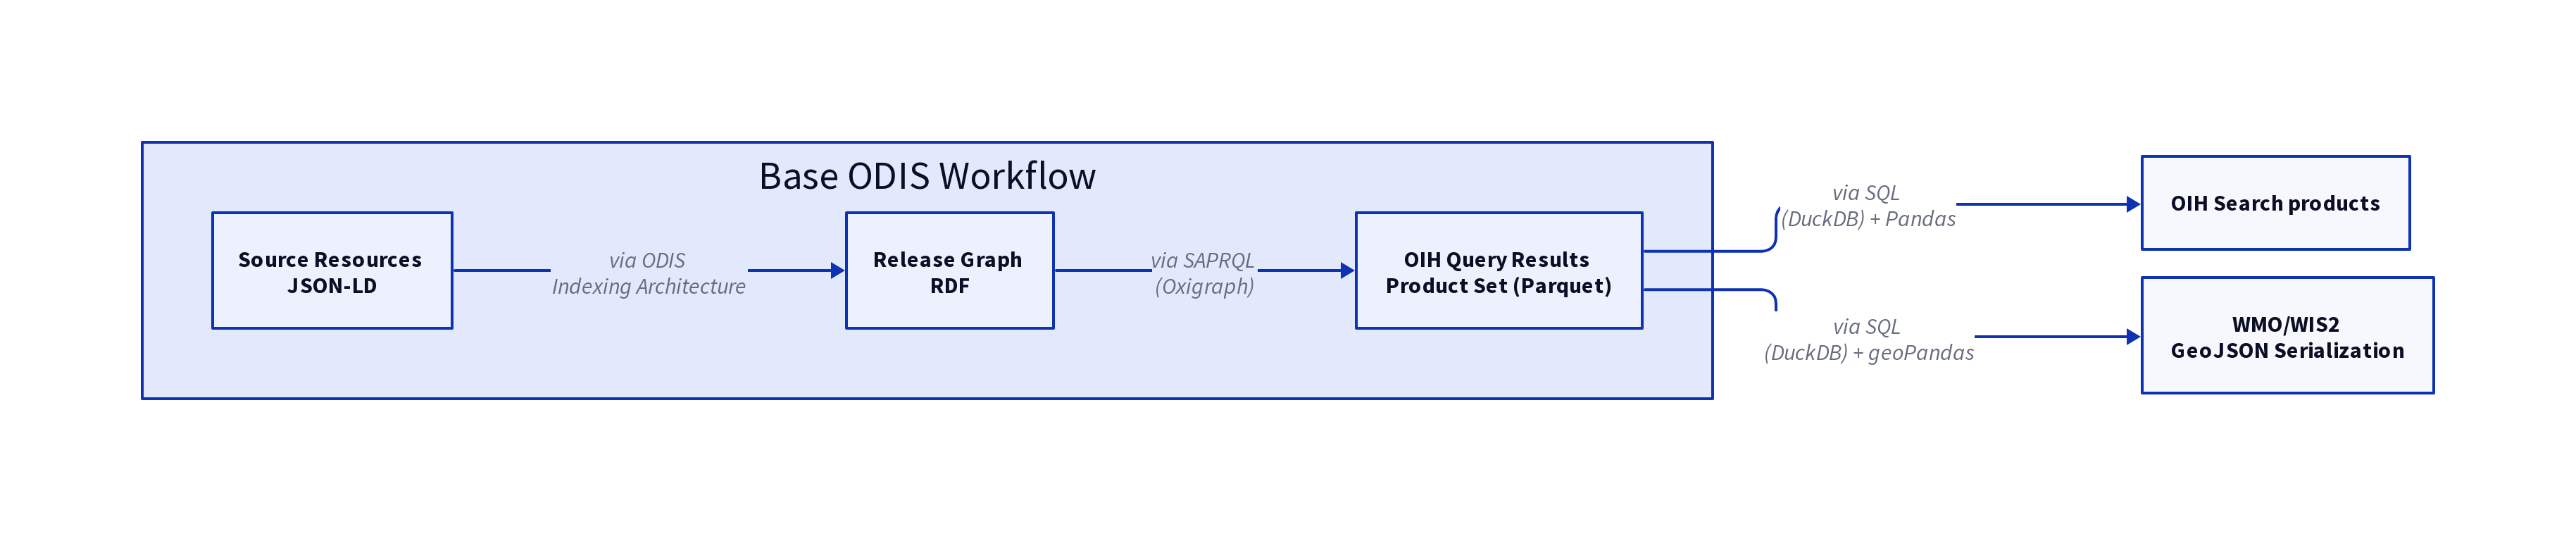 Base ODIS Workflow
Source Resources
JSON-LD
via ODIS
Indexing Architecture
Release Graph
RDF
via SAPRQL
(Oxigraph)
OIH Query Results
Product Set (Parquet)
via SQL
(DuckDB) + Pandas
OIH Search products
via SQL
(DuckDB) + geoPandas
WMO/WIS2
GeoJSON Serialization